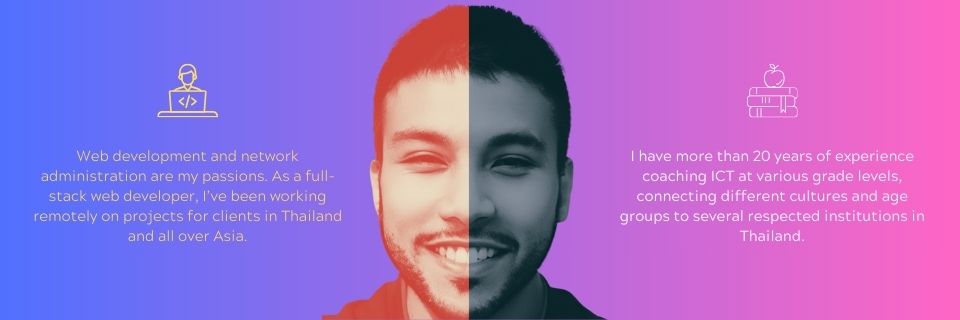 Web development and network
administration are my passions. As a full-
stack web developer, I've been working
remotely on projects for clients in Thailand
and all over Asia.
I have more than 20 years of experience
coaching ICT at various grade levels,
connecting different cultures and age
groups to several respected institutions in
Thailand.